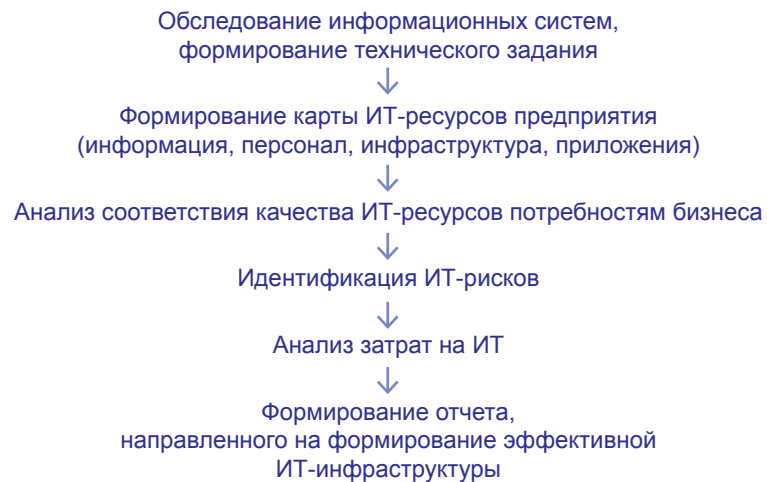 Обследование информационных систем,
формирование технического задания
Формирование карты ИТ-ресурсов предприятия
(информация, персонал, инфраструктура, приложения)
Анализ соответствия качества ИТ-ресурсов потребностям бизнеса
Идентификация ИТ-рисков
Анализ затрат на ИТ
Формирование отчета,
направленного на формирование эффективной
ИТ-инфраструктуры